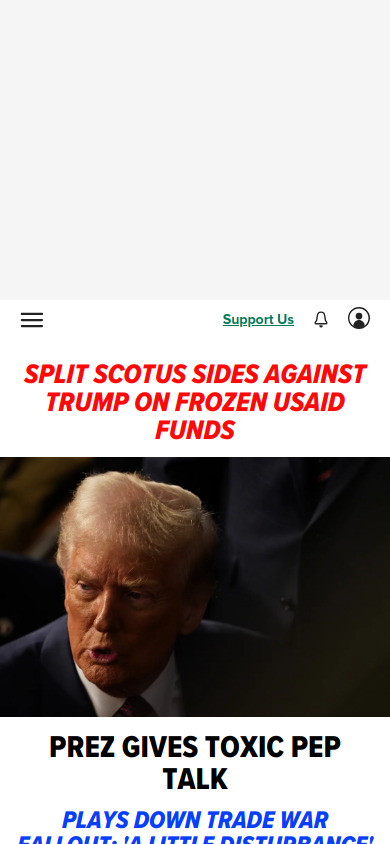 Support Us
SPLIT SCOTUS SIDES AGAINST
TRUMP ON FROZEN USAID
FUNDS
PREZ GIVES TOXIC PEP
TALK
PLAYS DOWN TRADE WAR
FALLOUT: 'A LITTLE DISTURBANCE'